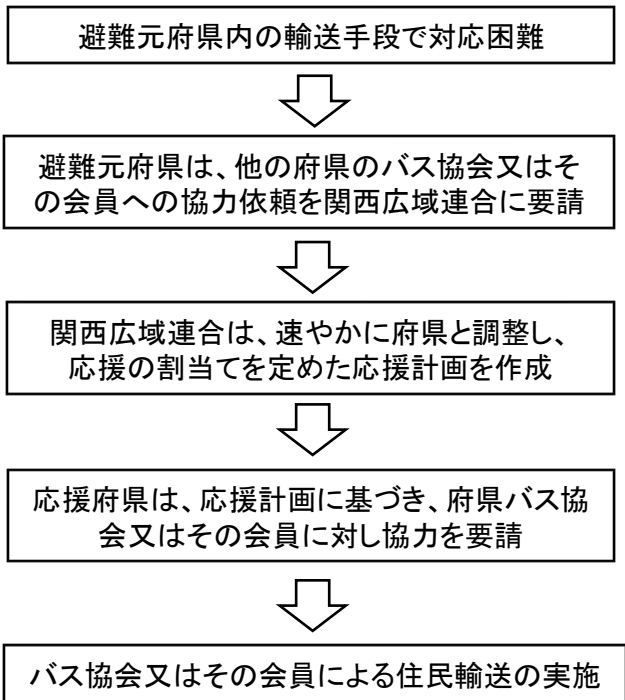 避難元府県内の輸送手段で対応困難
避難元府県は、他の府県のバス協会又はそ
の会員への協力依頼を関西広域連合に要請
関西広域連合は、速やかに府県と調整し、
応援の割当てを定めた応援計画を作成
応援府県は、応援計画に基づき、府県バス協
会又はその会員に対し協力を要請
バス協会又はその会員による住民輸送の実施